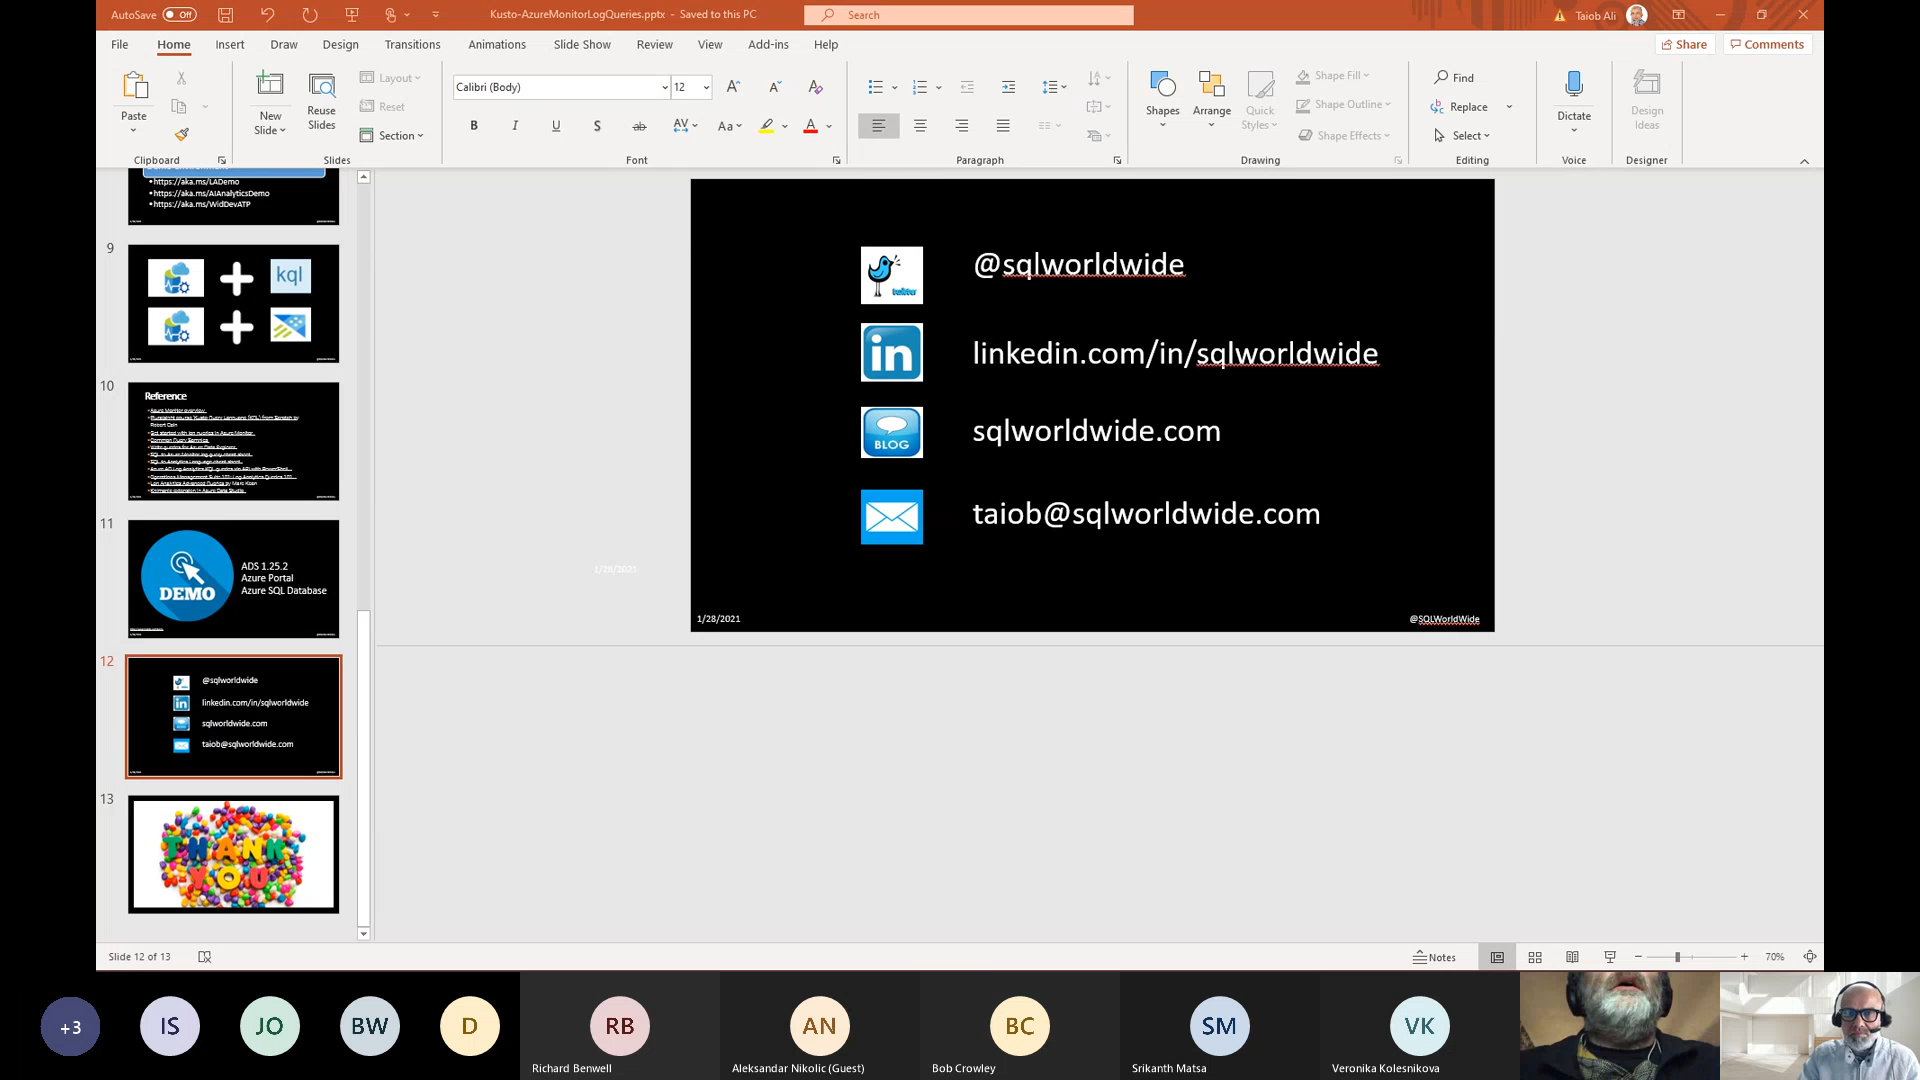 AutoSave Off
Kusto-AzureMonitorLogQueries.pptx - Saved to this PC
Search
Taiob Ali
File Home Insert Draw Design Transitions Animations Slide Show Review View Add-ins Help
Share Comments
Paste
Clipboard
New Slide
Reuse Slides
Layout
Reset
Section
Slides
Calibri (Body) 12
B I U S ab AV Aa A
Font
Paragraph
Shapes
Arrange
Quick Styles
Shape Fill
Shape Outline
Shape Effects
Drawing
Find
Replace
Select
Editing
Dictate
Voice
Design Ideas
Designer
•https://aka.ms/LADemo
•https://aka.ms/AIAnalyticsDemo
•https://aka.ms/WidDevATP
9
kql
10
Reference
11
DEMO
ADS 1.25.2
Azure Portal
Azure SQL Database
12
@sqlworldwide
linkedin.com/in/sqlworldwide
sqlworldwide.com
taiob@sqlworldwide.com
13
THANK
YOU
twitter
@sqlworldwide
in
linkedin.com/in/sqlworldwide
BLOG
sqlworldwide.com
taiob@sqlworldwide.com
1/28/2021
@SQLWorldWide
Slide 12 of 13
Notes
70%
+3
IS
JO
BW
D
RB
AN
BC
SM
VK
Richard Benwell
Aleksandar Nikolic (Guest)
Bob Crowley
Srikanth Matsa
Veronika Kolesnikova